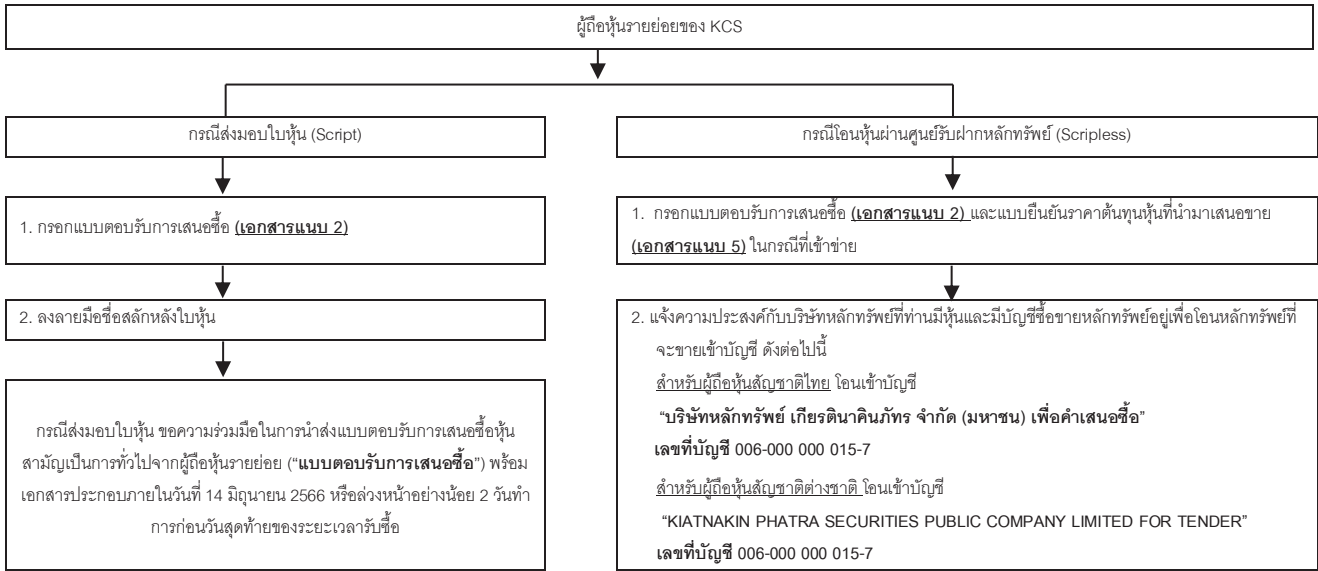 ผู้ถือหุ้นรายย่อยของ KCS
กรณีส่งมอบใบหุ้น (Script)
1. กรอกแบบตอบรับการเสนอซื้อ (เอกสารแนบ 2)
2. ลงลายมือชื่อสลักหลังใบหุ้น
กรณีส่งมอบใบหุ้น ขอความร่วมมือในการนำส่งแบบตอบรับการเสนอซื้อหุ้น
สามัญเป็นการทั่วไปจากผู้ถือหุ้นรายย่อย (“แบบตอบรับการเสนอซื้อ”) พร้อม
เอกสารประกอบภายในวันที่ 14 มิถุนายน 2566 หรือล่วงหน้าอย่างน้อย 2 วันทำ
การก่อนวันสุดท้ายของระยะเวลารับซื้อ
กรณีโอนหุ้นผ่านศูนย์รับฝากหลักทรัพย์ (Scripless)
1. กรอกแบบตอบรับการเสนอซื้อ (เอกสารแนบ 2) และแบบยืนยันราคาต้นทุนหุ้นที่นำมาเสนอขาย
(เอกสารแนบ 5) ในกรณีที่เข้าข่าย
2. แจ้งความประสงค์กับบริษัทหลักทรัพย์ที่ท่านมีหุ้นและมีบัญชีซื้อขายหลักทรัพย์อยู่เพื่อโอนหลักทรัพย์ที่
จะขายเข้าบัญชี ดังต่อไปนี้
สำหรับผู้ถือหุ้นสัญชาติไทย โอนเข้าบัญชี
“บริษัทหลักทรัพย์ เกียรตินาคินภัทร จำกัด (มหาชน) เพื่อคำเสนอซื้อ”
เลขที่บัญชี 006-000 000 015-7
สำหรับผู้ถือหุ้นสัญชาติต่างชาติ โอนเข้าบัญชี
“KIATNAKIN PHATRA SECURITIES PUBLIC COMPANY LIMITED FOR TENDER”
เลขที่บัญชี 006-000 000 015-7